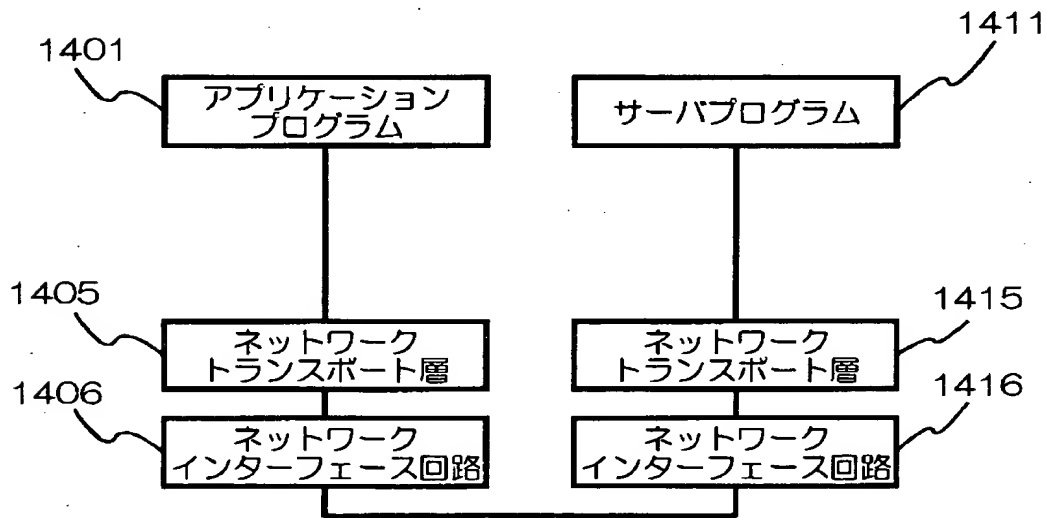 1401
1411
アプリケーション
プログラム
サーバプログラム
1405
1415
ネットワーク
トランスポート層
ネットワーク
トランスポート層
1406
1416
ネットワーク
インターフェース回路
ネットワーク
インターフェース回路